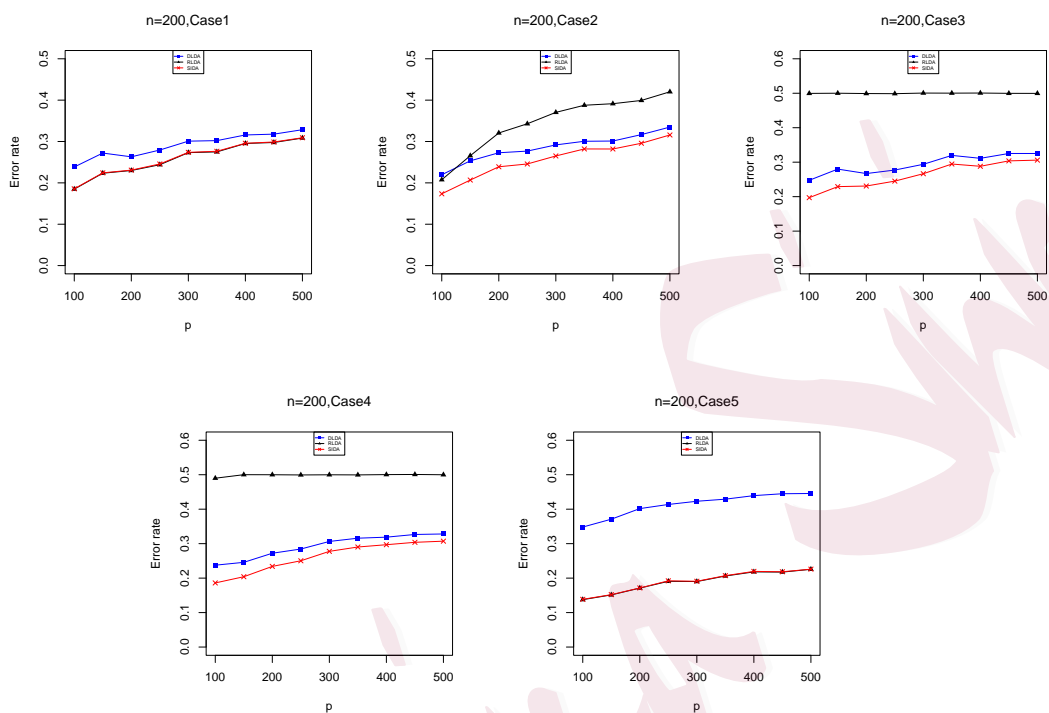 n=200,Case1
0.5
0.4
0.3
0.2
0.1
0.0
Error rate
DLDA
RLDA
SIDA
100
200
300
400
500
p
n=200,Case2
0.5
0.4
0.3
0.2
0.1
0.0
Error rate
DLDA
RLDA
SIDA
100
200
300
400
500
p
n=200,Case3
0.6
0.5
0.4
0.3
0.2
0.1
0.0
Error rate
DLDA
RLDA
SIDA
100
200
300
400
500
p
n=200,Case4
0.6
0.5
0.4
0.3
0.2
0.1
0.0
Error rate
DLDA
RLDA
SIDA
100
200
300
400
500
p
n=200,Case5
0.6
0.5
0.4
0.3
0.2
0.1
0.0
Error rate
DLDA
RLDA
SIDA
100
200
300
400
500
p